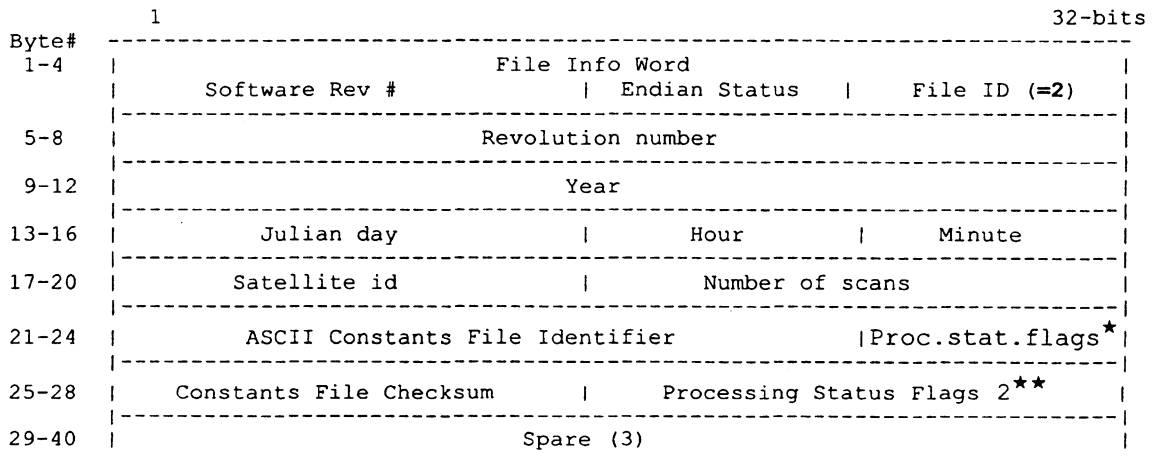 1 32-bits
Byte#
1-4 File Info Word
Software Rev # | Endian Status | File ID (=2)
5-8 Revolution number
9-12 Year
13-16 Julian day | Hour | Minute
17-20 Satellite id | Number of scans
21-24 ASCII Constants File Identifier |Proc.stat.flags★
25-28 Constants File Checksum | Processing Status Flags 2★★
29-40 Spare (3)